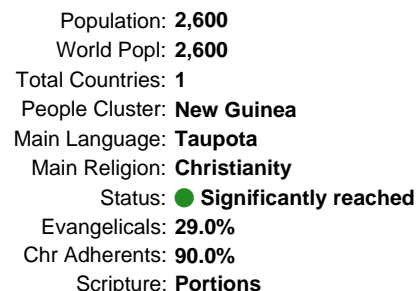 Population: 2,600
World Popl: 2,600
Total Countries: 1
People Cluster: New Guinea
Main Language: Taupota
Main Religion: Christianity
Status: Significantly reached
Evangelicals: 29.0%
Chr Adherents: 90.0%
Scripture: Portions